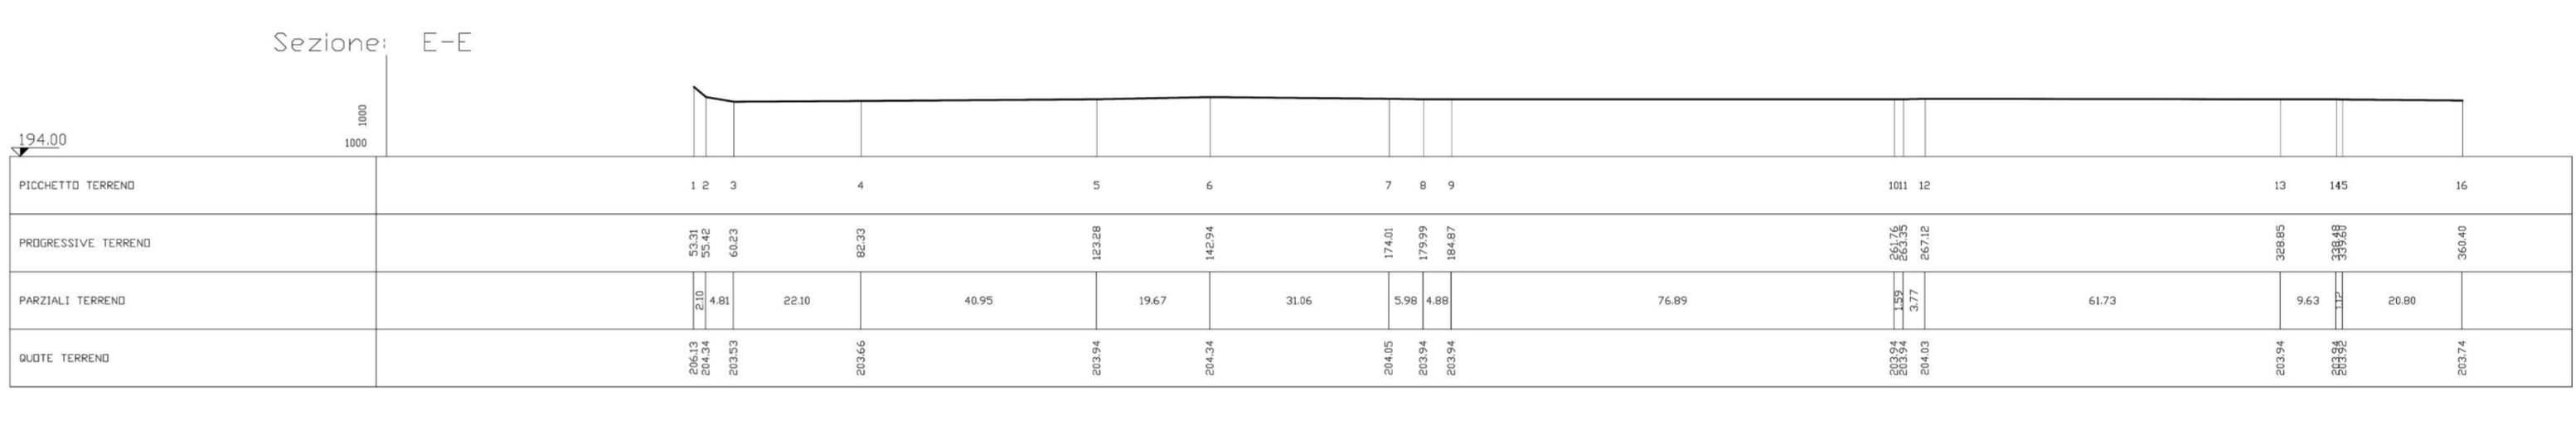 Sezione: E-E
1000
1000
194.00
PICCHETTO TERRENO 1 2 3 4 5 6 7 8 9 10 11 12 13 14 5 16
PROGRESSIVE TERRENO 53.31 55.42 60.23 82.33 123.28 142.94 174.01 179.99 184.87 261.76 263.35 267.12 328.85 338.48 339.60 360.40
PARZIALI TERRENO 2.10 4.81 22.10 40.95 19.67 31.06 5.98 4.88 76.89 1.59 3.77 61.73 9.63 1.12 20.80
QUOTE TERRENO 206.13 204.34 203.53 203.66 203.94 204.34 204.05 203.94 203.94 203.94 203.94 204.03 203.94 203.94 203.92 203.74